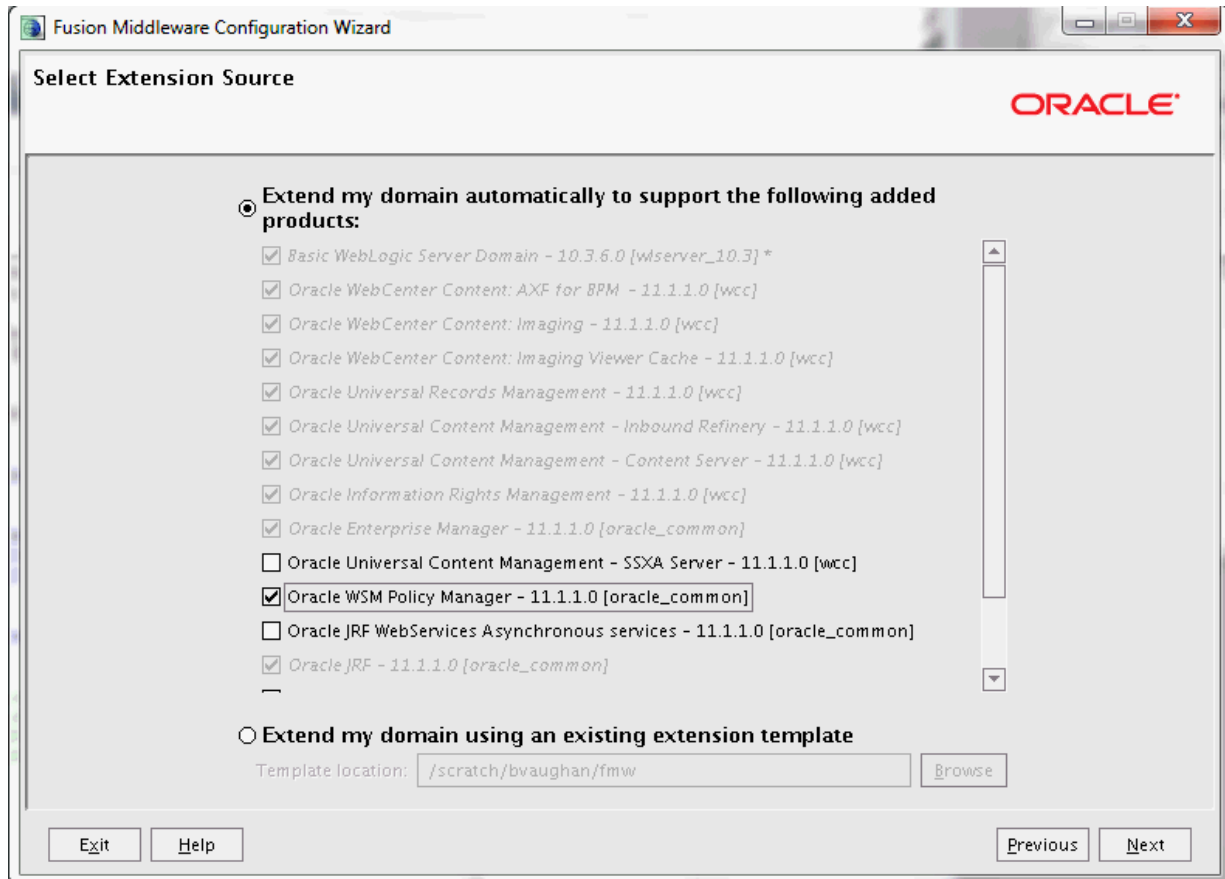 Fusion Middleware Configuration Wizard
Select Extension Source
ORACLE
Extend my domain automatically to support the following added
products:
Basic WebLogic Server Domain - 10.3.6.0 [wlserver_10.3] *
Oracle WebCenter Content: AXF for BPM - 11.1.1.0 [wcc]
Oracle WebCenter Content: Imaging - 11.1.1.0 [wcc]
Oracle WebCenter Content: Imaging Viewer Cache - 11.1.1.0 [wcc]
Oracle Universal Records Management - 11.1.1.0 [wcc]
Oracle Universal Content Management - Inbound Refinery - 11.1.1.0 [wcc]
Oracle Universal Content Management - Content Server - 11.1.1.0 [wcc]
Oracle Information Rights Management - 11.1.1.0 [wcc]
Oracle Enterprise Manager - 11.1.1.0 [oracle_common]
Oracle Universal Content Management - SSXA Server - 11.1.1.0 [wcc]
Oracle WSM Policy Manager - 11.1.1.0 [oracle_common]
Oracle JRF WebServices Asynchronous services - 11.1.1.0 [oracle_common]
Oracle JRF - 11.1.1.0 [oracle_common]
Extend my domain using an existing extension template
Template location: /scratch/bvaughan/fmw Browse
Exit Help Previous Next